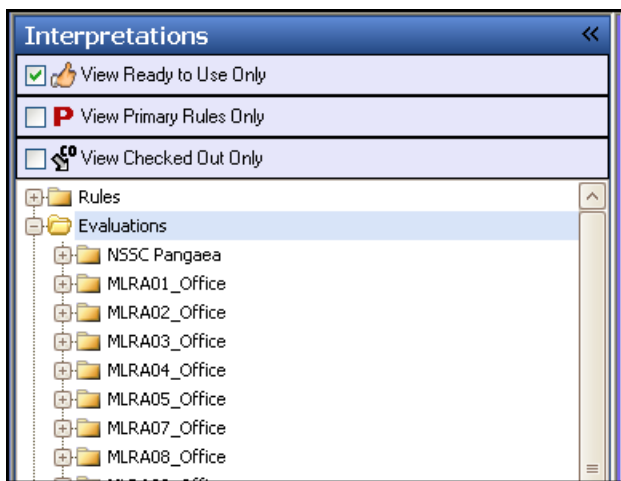 Interpretations
View Ready to Use Only
P View Primary Rules Only
CO View Checked Out Only
Rules
Evaluations
NSSC Pangaea
MLRA01_Office
MLRA02_Office
MLRA03_Office
MLRA04_Office
MLRA05_Office
MLRA07_Office
MLRA08_Office